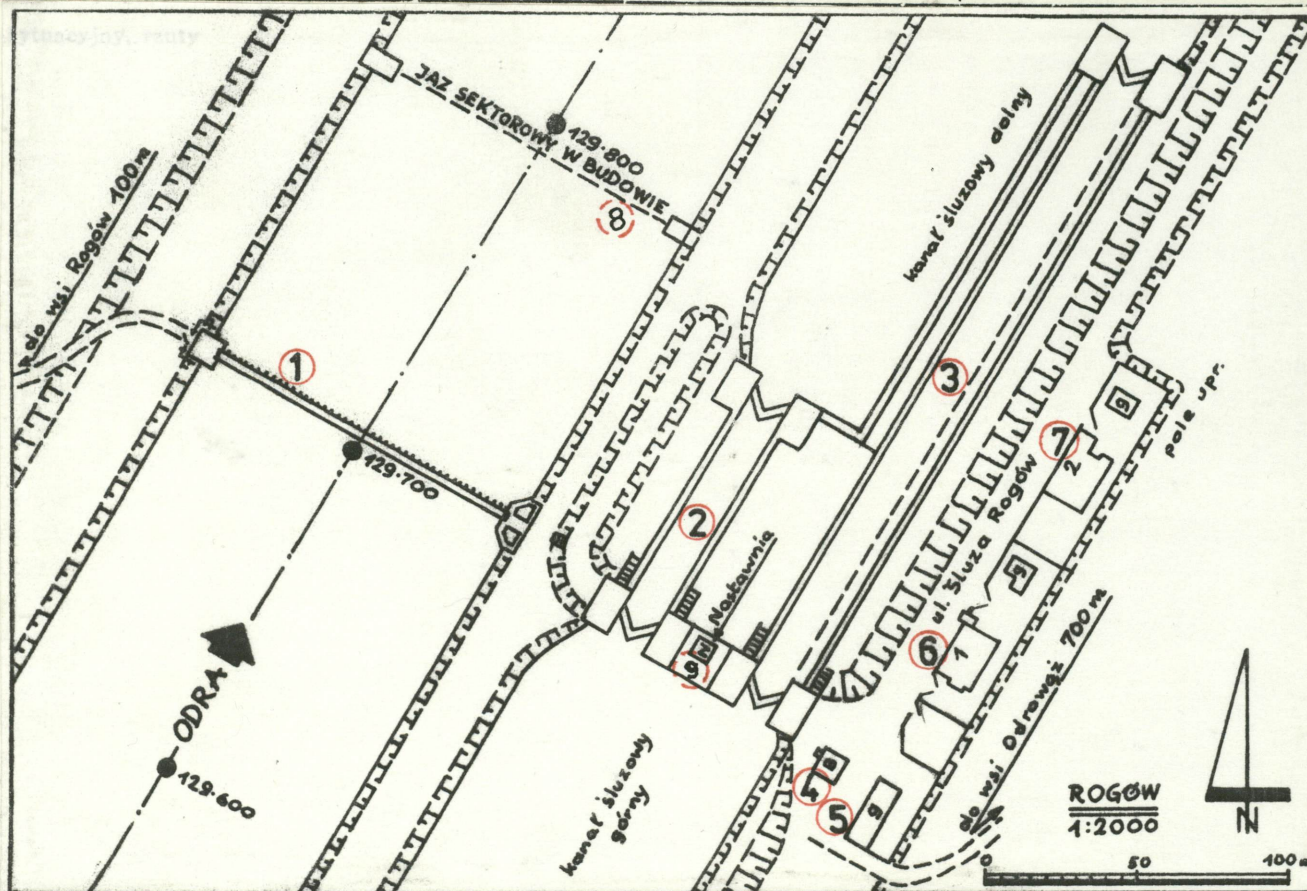 do wsi Rogów 100m
JAZ SEKTOROWY W BUDOWIE
129.800
8
kanał śluzowy dolny
1
129.700
3
2
Nastawnia
N
9
ul. Śluza Rogów
7
2
g
pole upr.
g
6
1
ODRA
129.600
kanał śluzowy
górny
4
g
5
g
do wsi Odrowąż 700m
ROGÓW
1:2000
N
0 50 100 m